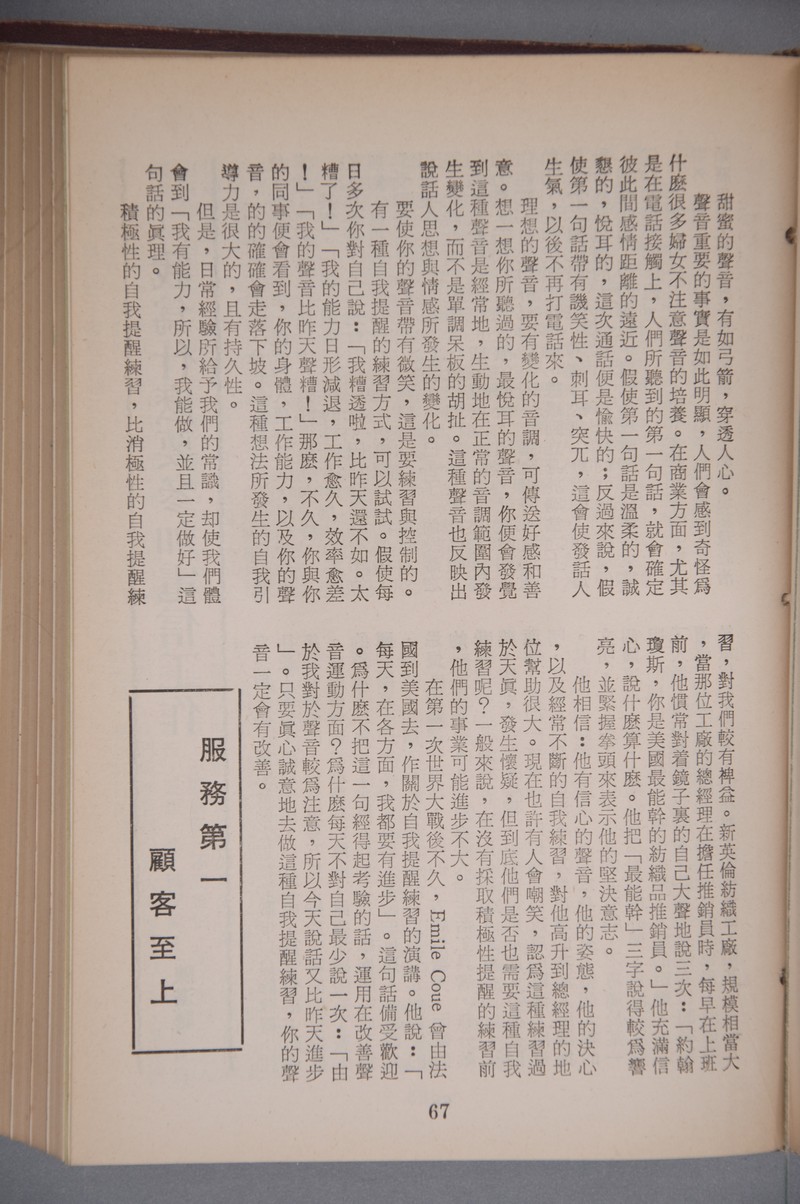 甜蜜的聲音，有如弓箭，穿透人心。
聲音重要的事實是如此明顯，人們會感到奇怪爲
什麽很多婦女不注意聲音的培養。在商業方面，尤其
是在電話接觸上，人們所聽到的第一句話，就會確定
彼此間感情距離的遠近。假使第一句話是溫柔的，誠
懇的，悅耳的，這次通話便是愉快的；反過來說，假
使第一句話帶有譏笑性、刺耳、突兀，這會使發話人
生氣，以後不再打電話來。
理想的聲音，要有變化的音調，可傳送好感和善
意。想一想你所聽過的，最悅耳的聲音，你便會發覺
到這種聲音是經常地，生動地在正常的音調範圍內發
生變化，而不是單調呆板的胡扯。這種聲音也反映出
說話人思想與情感所發生的變化。
要使你的聲音帶有微笑，這是要練習與控制的。
有一種自我提醒的練習方式，可以試試。假使每
日多次你對自己說：「我糟透啦，比昨天還不如。太
糟了！」「我的能力日形減退，工作愈久，效率愈差
！」「我的聲音比昨天聲糟！」那麽，不久，你與你
的同事便會看到，你的身體，工作能力，以及你的聲
音，的的確確會走落下坡。這種想法所發生的自我引
導力是很大的，且有持久性。
但是，日常經驗所給予我們的常識，却使我們體
會到「我有能力，所以，我能做，並且一定做好」這
句話的眞理。
積極性的自我提醒練習，比消極性的自我提醒練
習，對我們較有裨益。新英倫紡織工廠，規模相當大
，當那位工廠的總經理在擔任推銷員時，每早在上班
前，他慣常對着鏡子裏的自己大聲地說三次：「約翰
瓊斯，你是美國最能幹的紡織品推銷員。」他充滿信
心，說什麽算什麽。他把「最能幹」三字說得較爲響
亮，並緊握拳頭來表示他的堅決意志。
他相信：他有信心的聲音，他的姿態，他的決心
，以及經常不斷的自我練習，對他高升到總經理的地
位幫助很大。現在也許有人會嘲笑，認爲這種練習過
於天眞，發生懷疑，但到底他們是否也需要這種自我
練習呢？一般來說，在沒有採取積極性提醒的練習前
，他們的事業可能進步不大。
在第一次世界大戰後不久，Emile Coue 曾由法
國到美國去，作關於自我提醒練習的演講。他說：「
每天，在各方面，我都要有進步」。這句話備受歡迎
。爲什麽不把這一句經得起考驗的話，運用在改善聲
音運動方面？爲什麽每天不對自己最少說一次：「由
於我對於聲音較爲注意，所以今天說話又比昨天進步
」。只要眞心誠意地去做這種自我提醒練習，你的聲
音一定會有改善。
服務第一
顧客至上
67